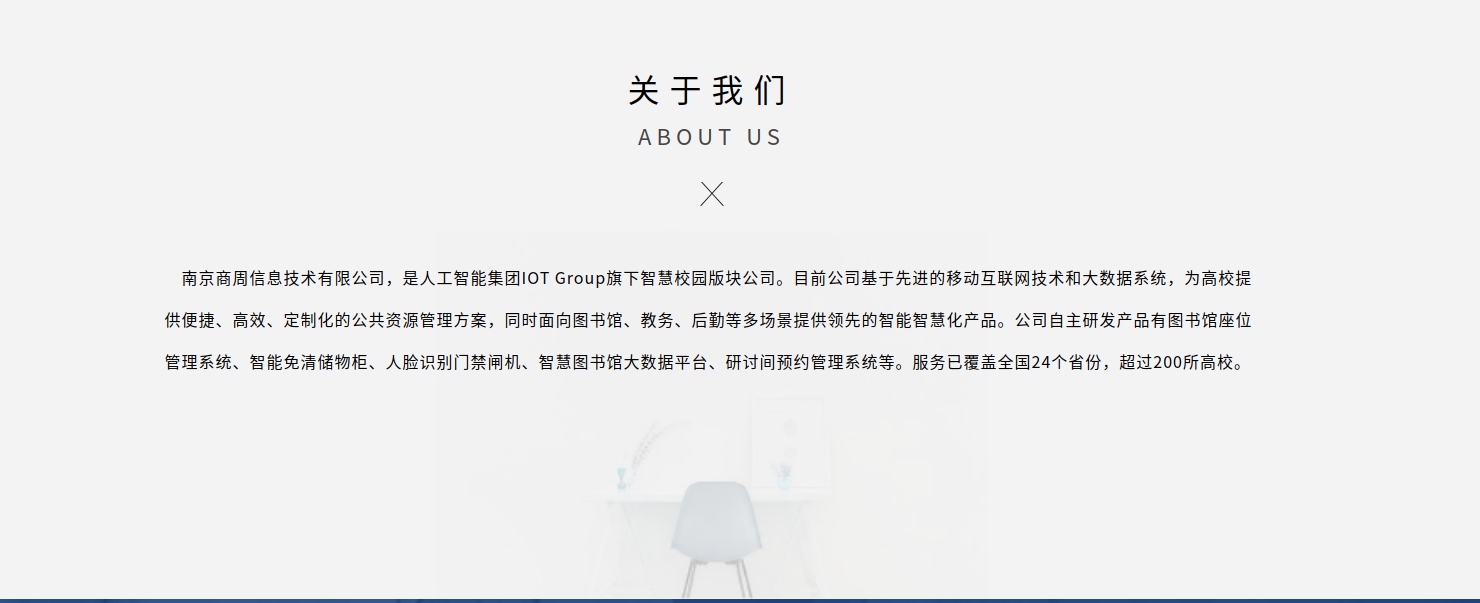 关于我们
ABOUT US
南京商周信息技术有限公司，是人工智能集团IOT Group旗下智慧校园版块公司。目前公司基于先进的移动互联网技术和大数据系统，为高校提
供便捷、高效、定制化的公共资源管理方案，同时面向图书馆、教务、后勤等多场景提供领先的智能智慧化产品。公司自主研发产品有图书馆座位
管理系统、智能免清储物柜、人脸识别门禁闸机、智慧图书馆大数据平台、研讨间预约管理系统等。服务已覆盖全国24个省份，超过200所高校。